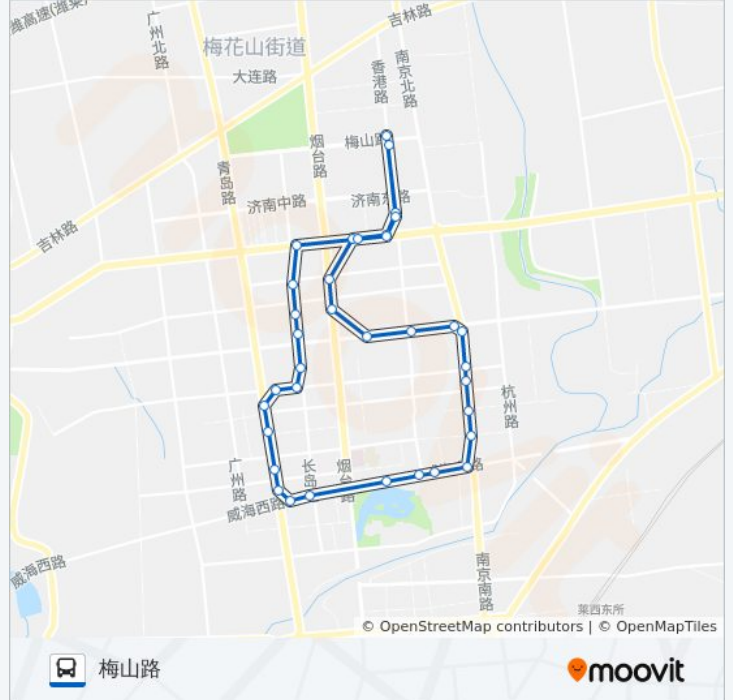 潍高速(潍莱)
广州北路
吉林路
梅花山街道
大连路
香港路
南京北路
烟台路
梅山路
青岛路
济南中路
济南东路
吉林路
杭州路
广州路
长岛
烟台路
路
威海西路
威海西路
南京南路
莱西东所
© OpenStreetMap contributors | © OpenMapTiles
梅山路
moovit